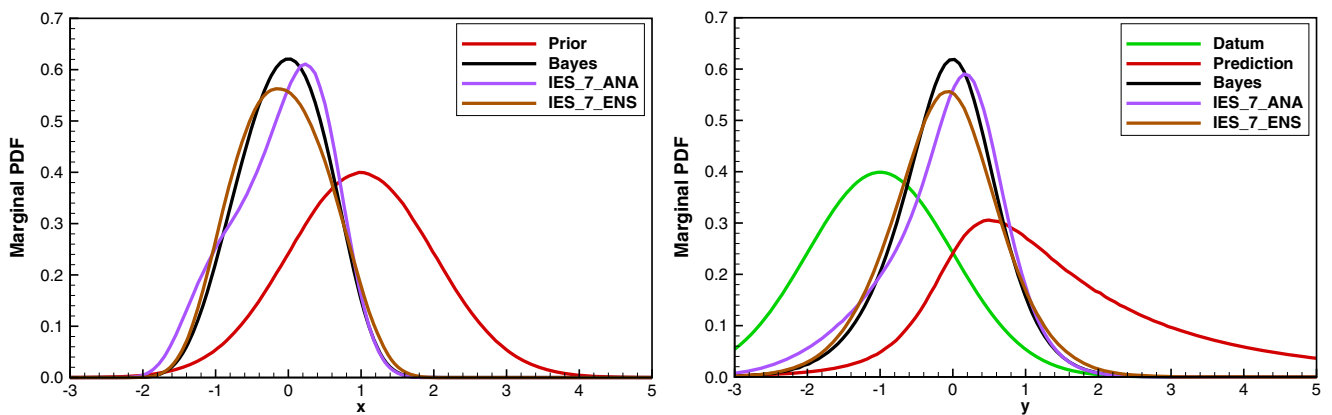 0.7
0.6
0.5
0.4
0.3
0.2
0.1
0.0
Marginal PDF
-3 -2 -1 0 1 2 3 4 5
x
Prior
Bayes
IES_7_ANA
IES_7_ENS
0.7
0.6
0.5
0.4
0.3
0.2
0.1
0.0
Marginal PDF
-3 -2 -1 0 1 2 3 4 5
y
Datum
Prediction
Bayes
IES_7_ANA
IES_7_ENS